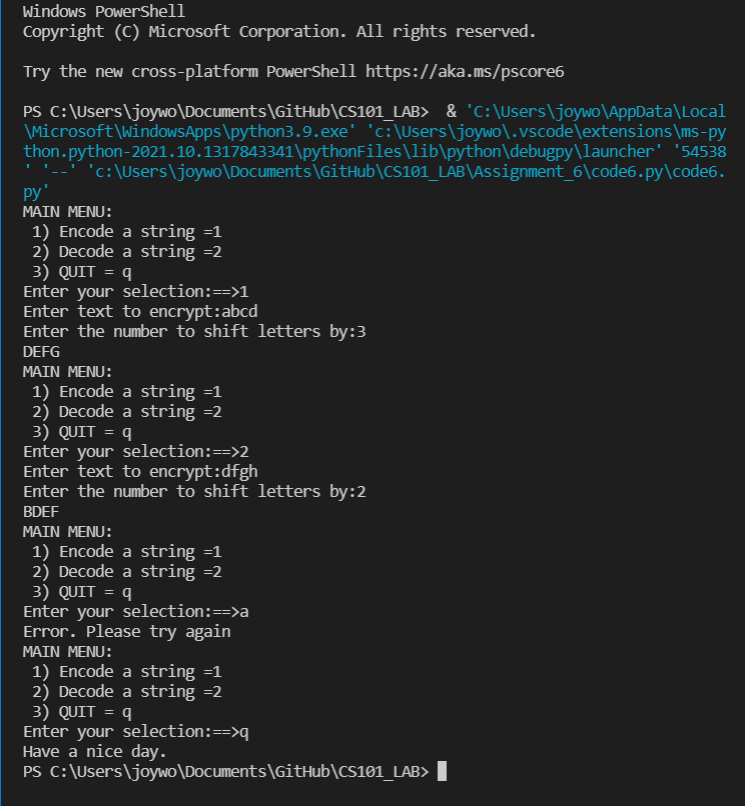 Windows PowerShell
Copyright (C) Microsoft Corporation. All rights reserved.
Try the new cross-platform PowerShell https://aka.ms/pscore6
PS C:\Users\joywo\Documents\GitHub\CS101_LAB>  & 'C:\Users\joywo\AppData\Local
\Microsoft\WindowsApps\python3.9.exe' 'c:\Users\joywo\.vscode\extensions\ms-py
thon.python-2021.10.1317843341\pythonFiles\lib\python\debugpy\launcher' '54538
' '--' 'c:\Users\joywo\Documents\GitHub\CS101_LAB\Assignment_6\code6.py\code6.
py'
MAIN MENU:
 1) Encode a string =1
 2) Decode a string =2
 3) QUIT = q
Enter your selection:==>1
Enter text to encrypt:abcd
Enter the number to shift letters by:3
DEFG
MAIN MENU:
 1) Encode a string =1
 2) Decode a string =2
 3) QUIT = q
Enter your selection:==>2
Enter text to encrypt:dfgh
Enter the number to shift letters by:2
BDEF
MAIN MENU:
 1) Encode a string =1
 2) Decode a string =2
 3) QUIT = q
Enter your selection:==>a
Error. Please try again
MAIN MENU:
 1) Encode a string =1
 2) Decode a string =2
 3) QUIT = q
Enter your selection:==>q
Have a nice day.
PS C:\Users\joywo\Documents\GitHub\CS101_LAB>